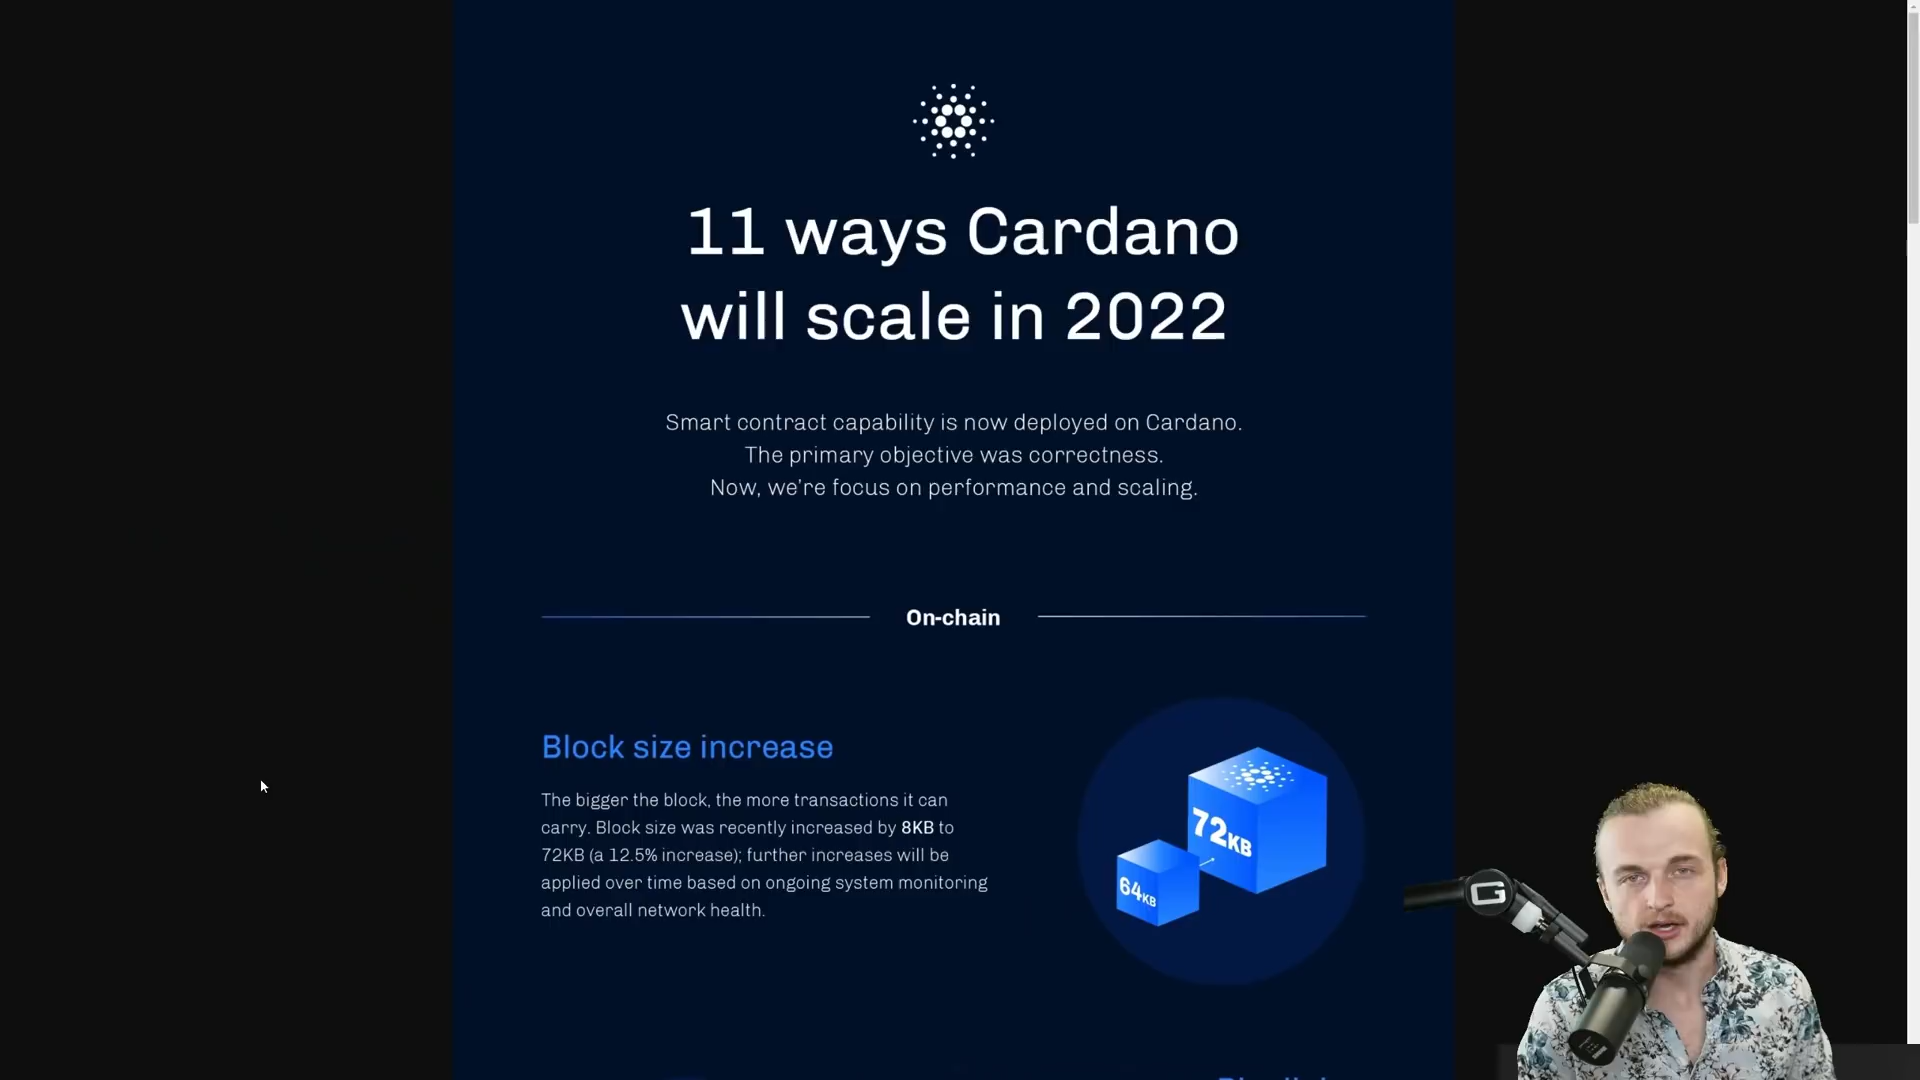 11 ways Cardano
will scale in 2022
Smart contract capability is now deployed on Cardano.
The primary objective was correctness.
Now, we're focus on performance and scaling.
On-chain
Block size increase
The bigger the block, the more transactions it can
carry. Block size was recently increased by 8KB to
72KB (a 12.5% increase); further increases will be
applied over time based on ongoing system monitoring
and overall network health.
72KB
64KB
G